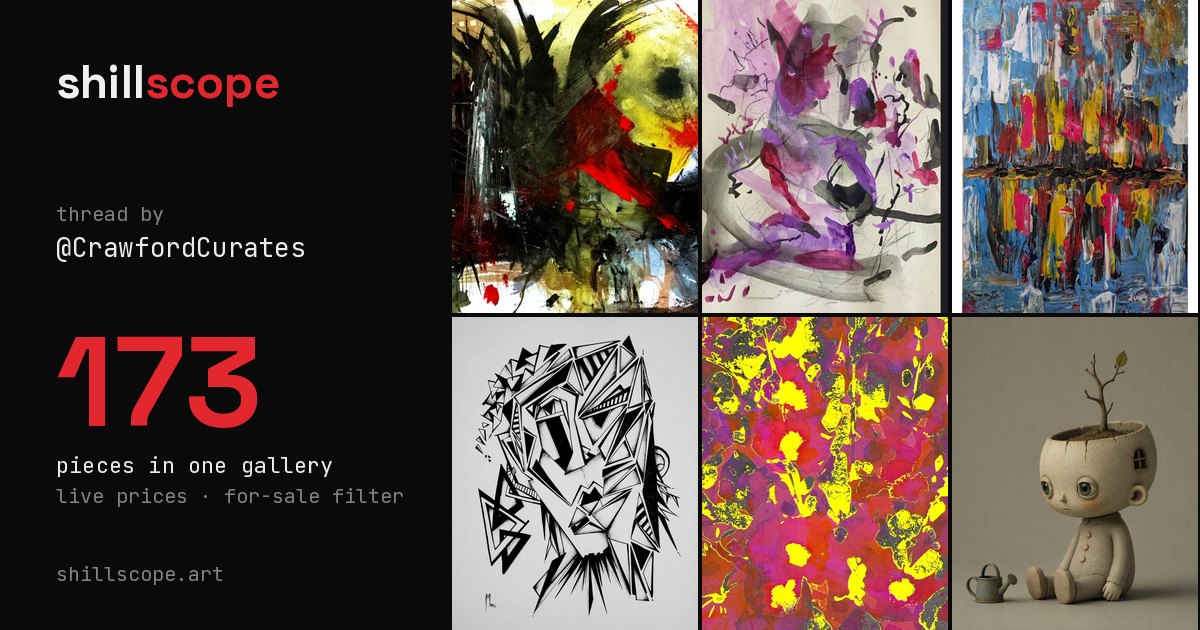 shillscope
thread by
@CrawfordCurates
173
pieces in one gallery
live prices · for-sale filter
shillscope.art